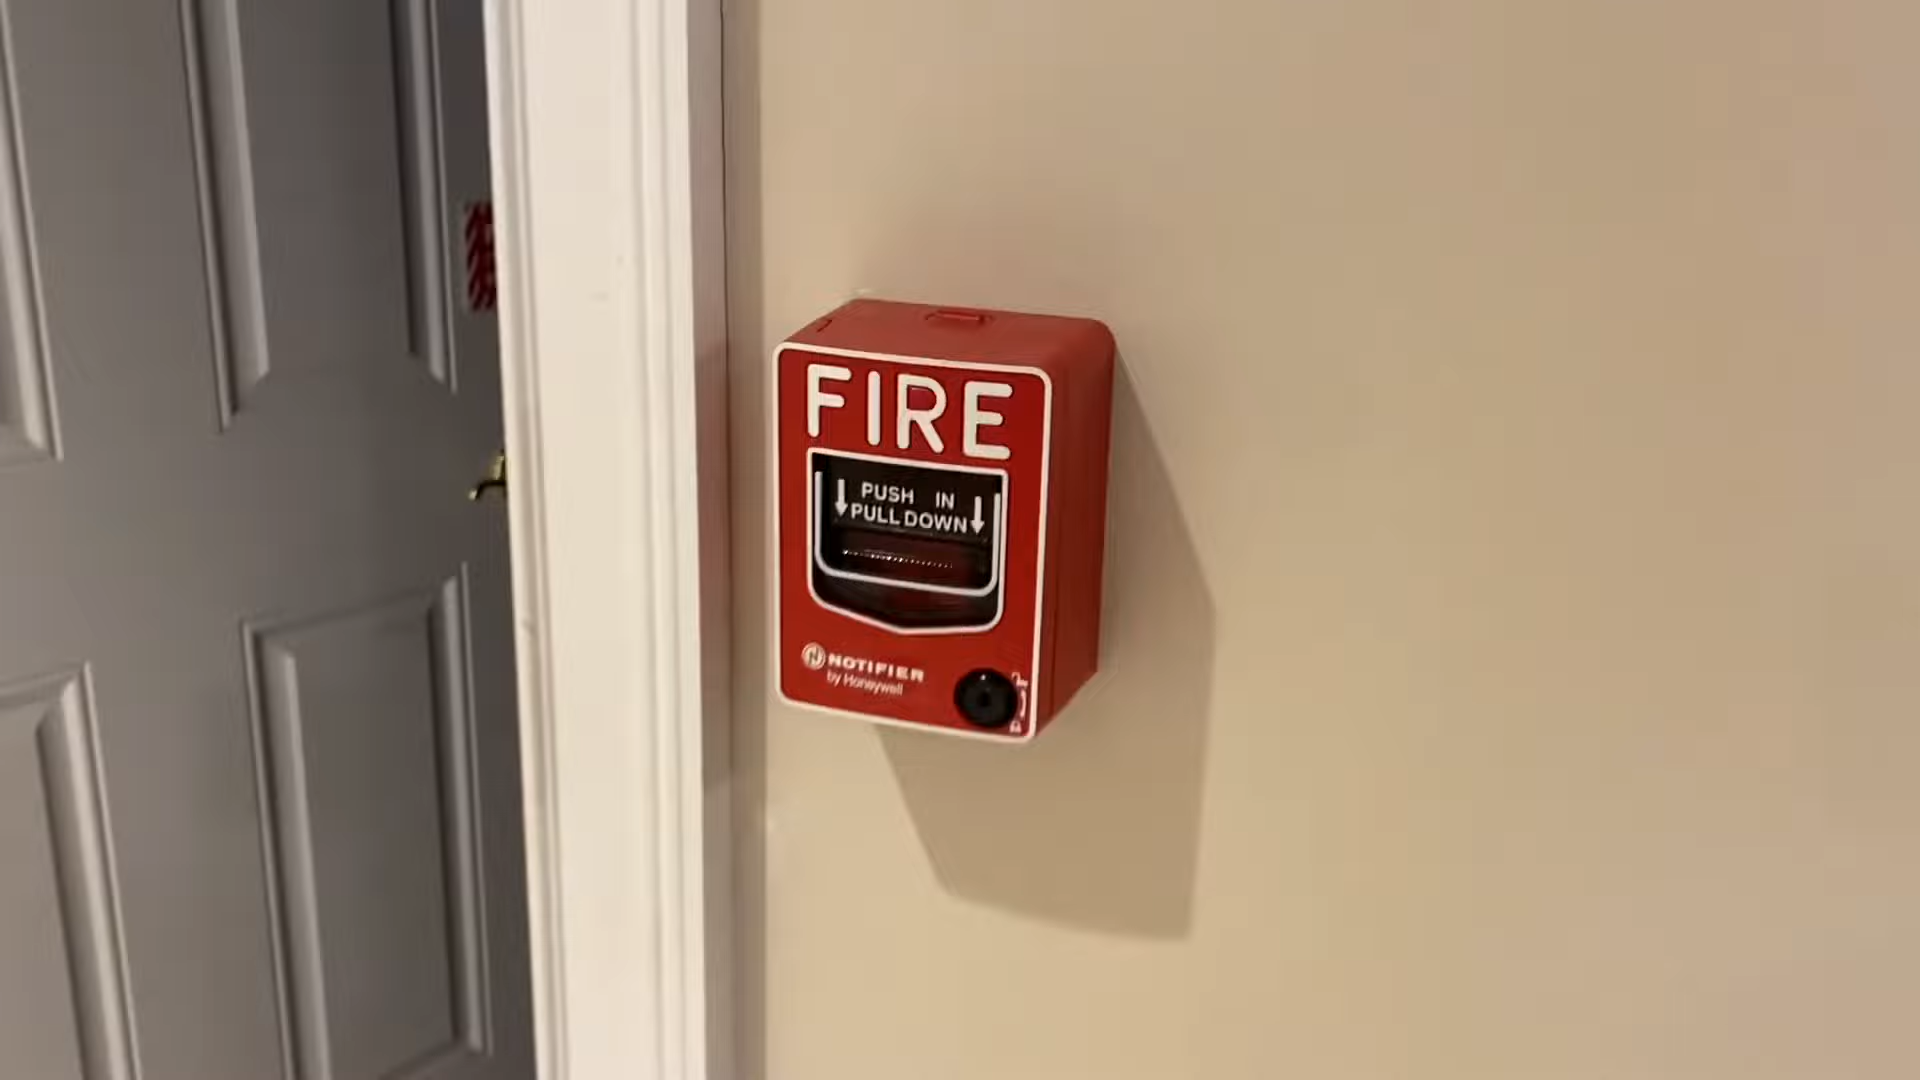 FIRE
PUSH IN
PULL DOWN
NOTIFIER
by Honeywell